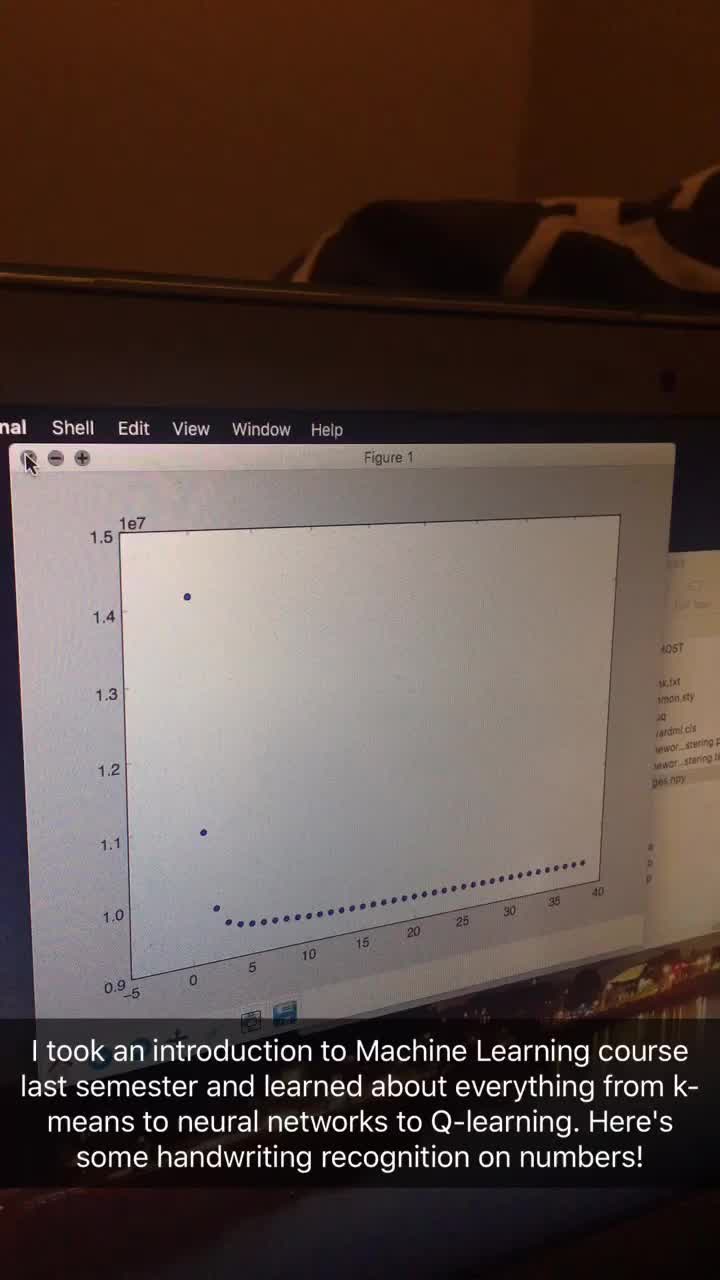 nal Shell Edit View Window Help
Figure 1
1e7
1.5
1.4
1.3
1.2
1.1
1.0
0.9
-5 0 5 10 15 20 25 30 35 40
I took an introduction to Machine Learning course
last semester and learned about everything from k-
means to neural networks to Q-learning. Here's
some handwriting recognition on numbers!